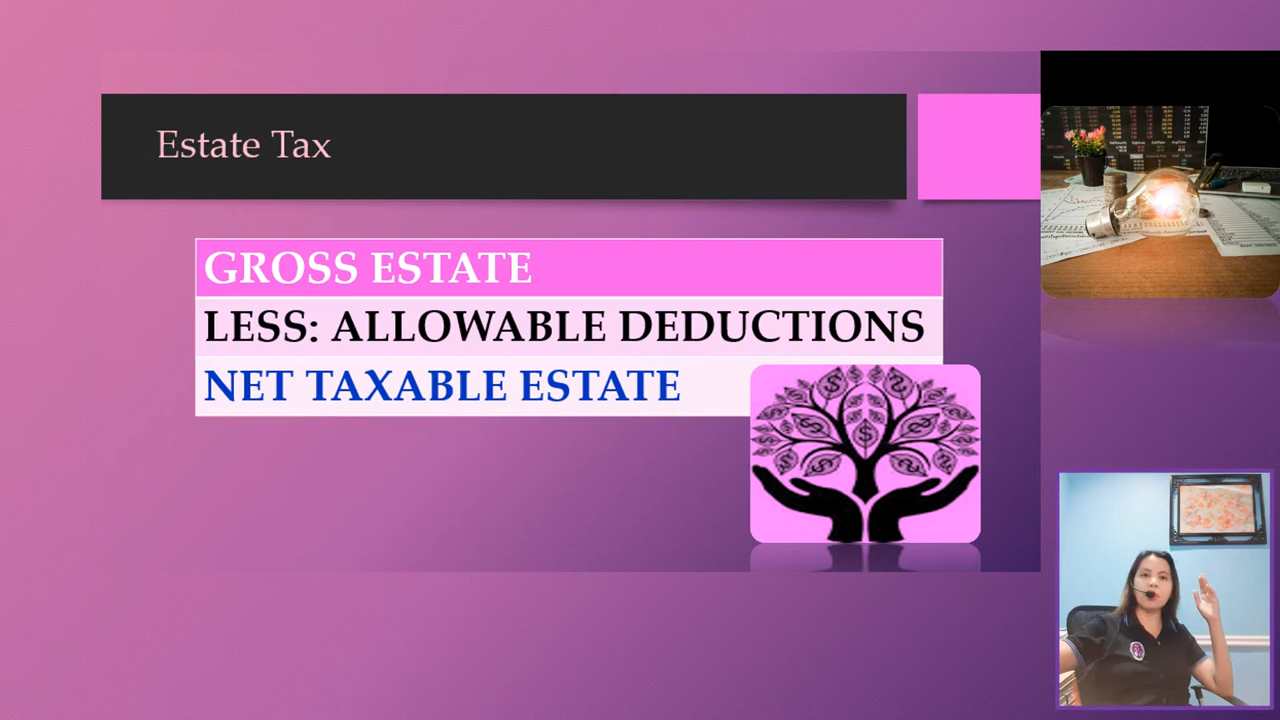 Estate Tax
GROSS ESTATE
LESS: ALLOWABLE DEDUCTIONS
NET TAXABLE ESTATE